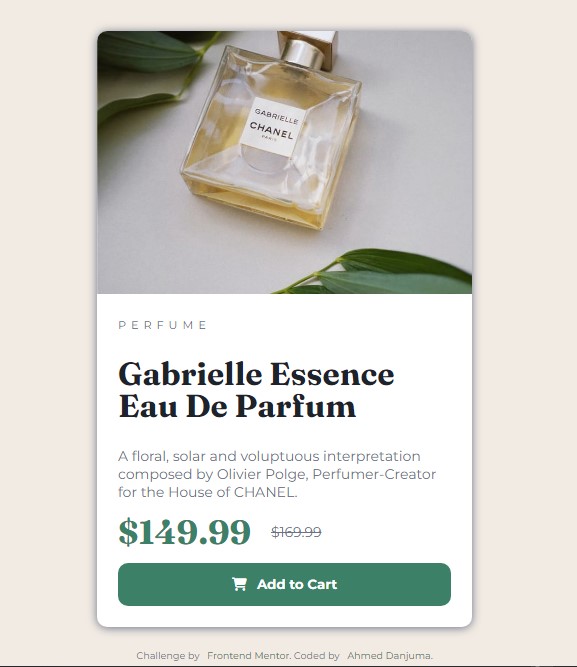 GABRIELLE
CHANEL
PARIS
PERFUME
Gabrielle Essence
Eau De Parfum
A floral, solar and voluptuous interpretation
composed by Olivier Polge, Perfumer-Creator
for the House of CHANEL.
$149.99 $169.99
Add to Cart
Challenge by Frontend Mentor. Coded by Ahmed Danjuma.